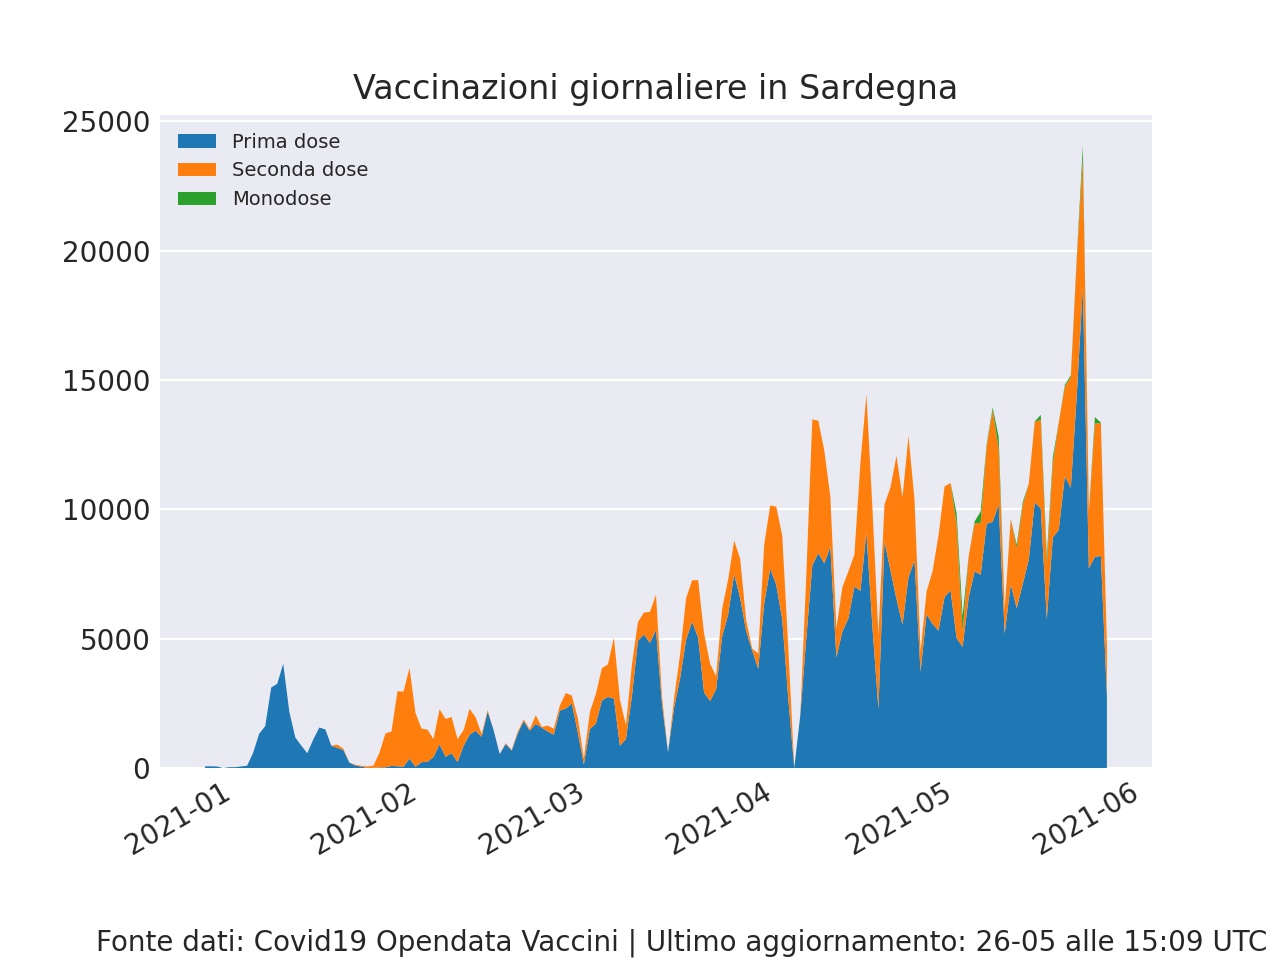 Vaccinazioni giornaliere in Sardegna
25000
20000
15000
10000
5000
0
Prima dose
Seconda dose
Monodose
2021-01
2021-02
2021-03
2021-04
2021-05
2021-06
Fonte dati: Covid19 Opendata Vaccini | Ultimo aggiornamento: 26-05 alle 15:09 UTC